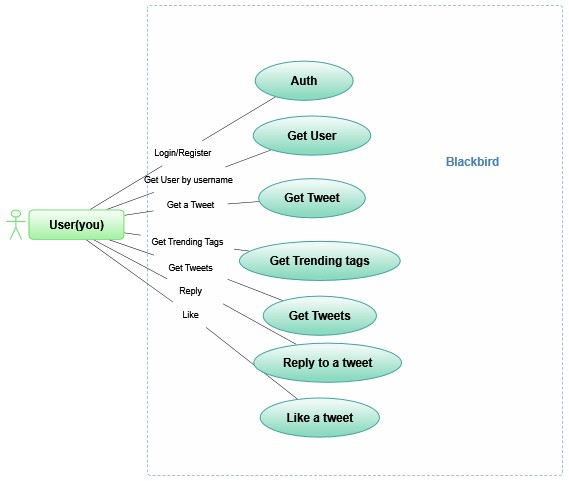 Auth
Login/Register
Get User
Blackbird
Get User by username
Get Tweet
Get a Tweet
User(you)
Get Trending Tags
Get Trending tags
Get Tweets
Reply
Get Tweets
Like
Reply to a tweet
Like a tweet